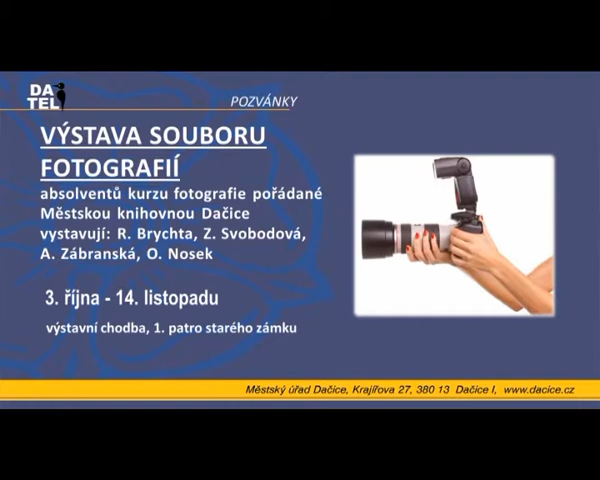 DA
TEL
POZVÁNKY
VÝSTAVA SOUBORU
FOTOGRAFIÍ
absolventů kurzu fotografie pořádané
Městskou knihovnou Dačice
vystavují: R. Brychta, Z. Svobodová,
A. Zábranská, O. Nosek
3. října - 14. listopadu
výstavní chodba, 1. patro starého zámku
Městský úřad Dačice, Krajířova 27, 380 13 Dačice I, www.dacice.cz